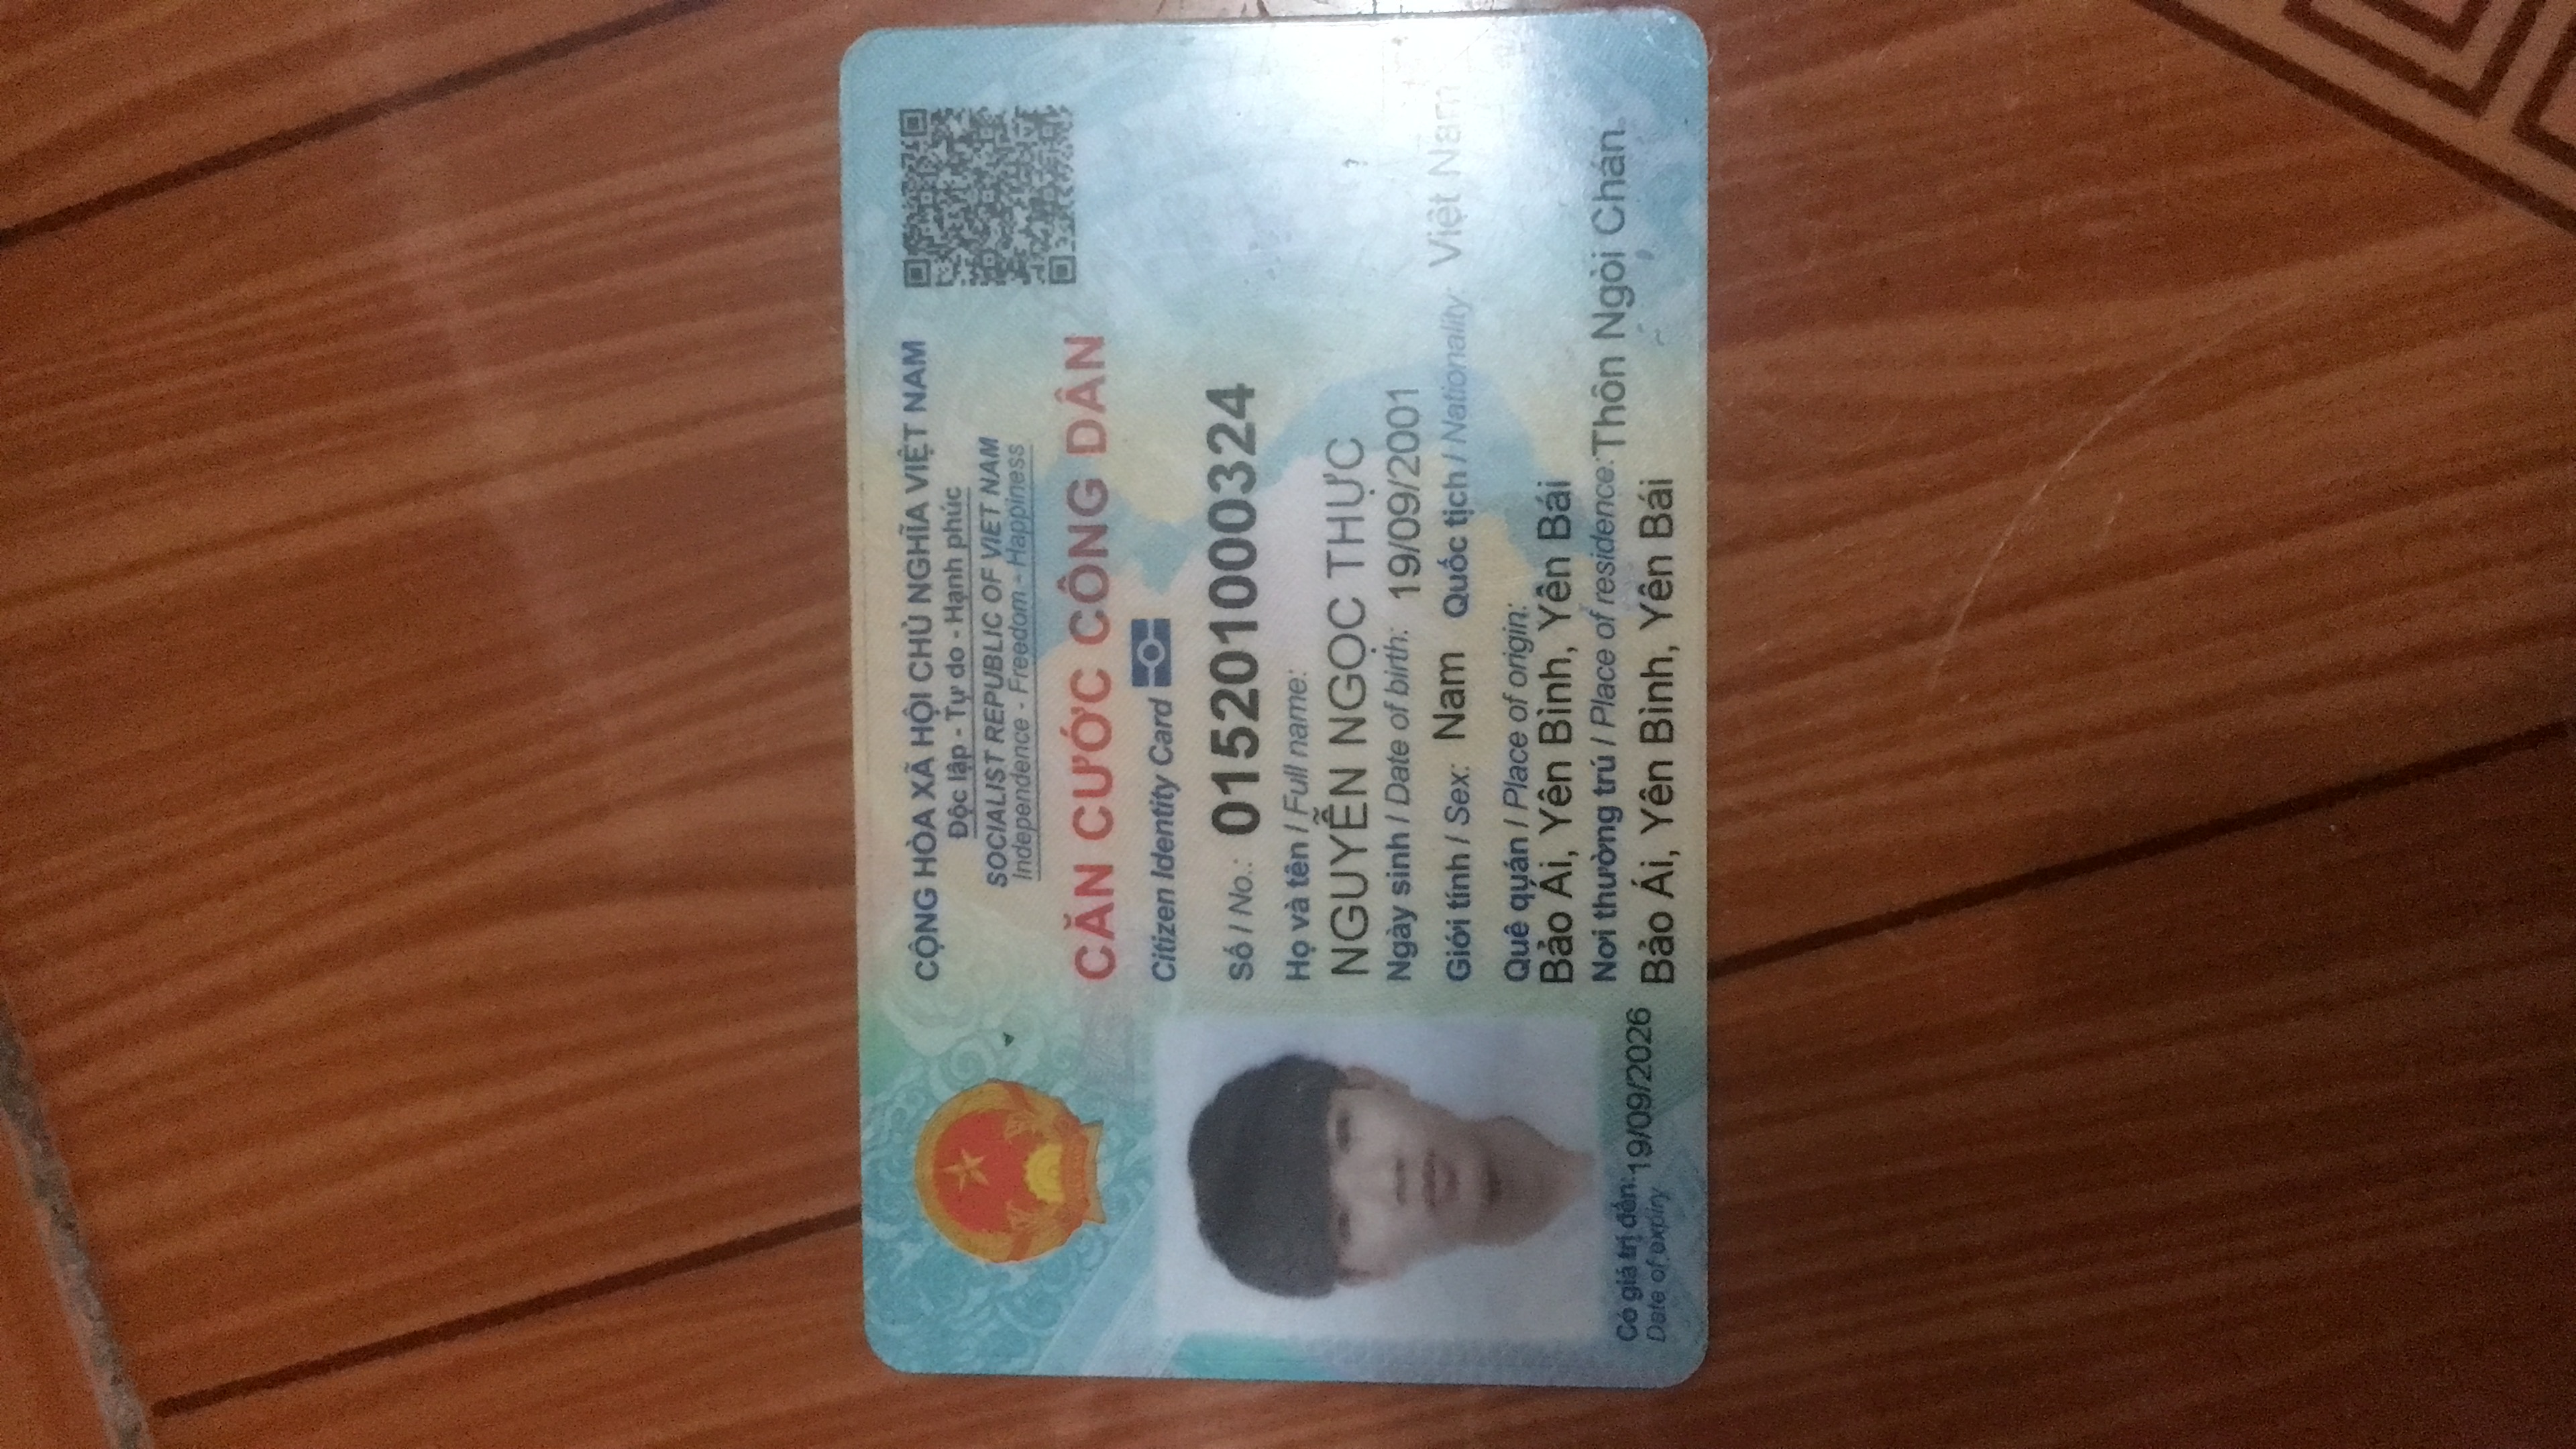 CỘNG HÒA XÃ HỘI CHỦ NGHĨA VIỆT NAM
Độc lập - Tự do - Hạnh phúc
SOCIALIST REPUBLIC OF VIET NAM
Independence - Freedom - Happiness
CĂN CƯỚC CÔNG DÂN
Citizen Identity Card
Số / No.: 015201000324
Họ và tên / Full name:
NGUYỄN NGỌC THỰC
Ngày sinh / Date of birth: 19/09/2001
Giới tính / Sex: Nam Quốc tịch / Nationality: Việt Nam
Quê quán / Place of origin:
Bảo Ái, Yên Bình, Yên Bái
Nơi thường trú / Place of residence: Thôn Ngòi Chán
Bảo Ái, Yên Bình, Yên Bái
Có giá trị đến: 19/09/2026
Date of expiry